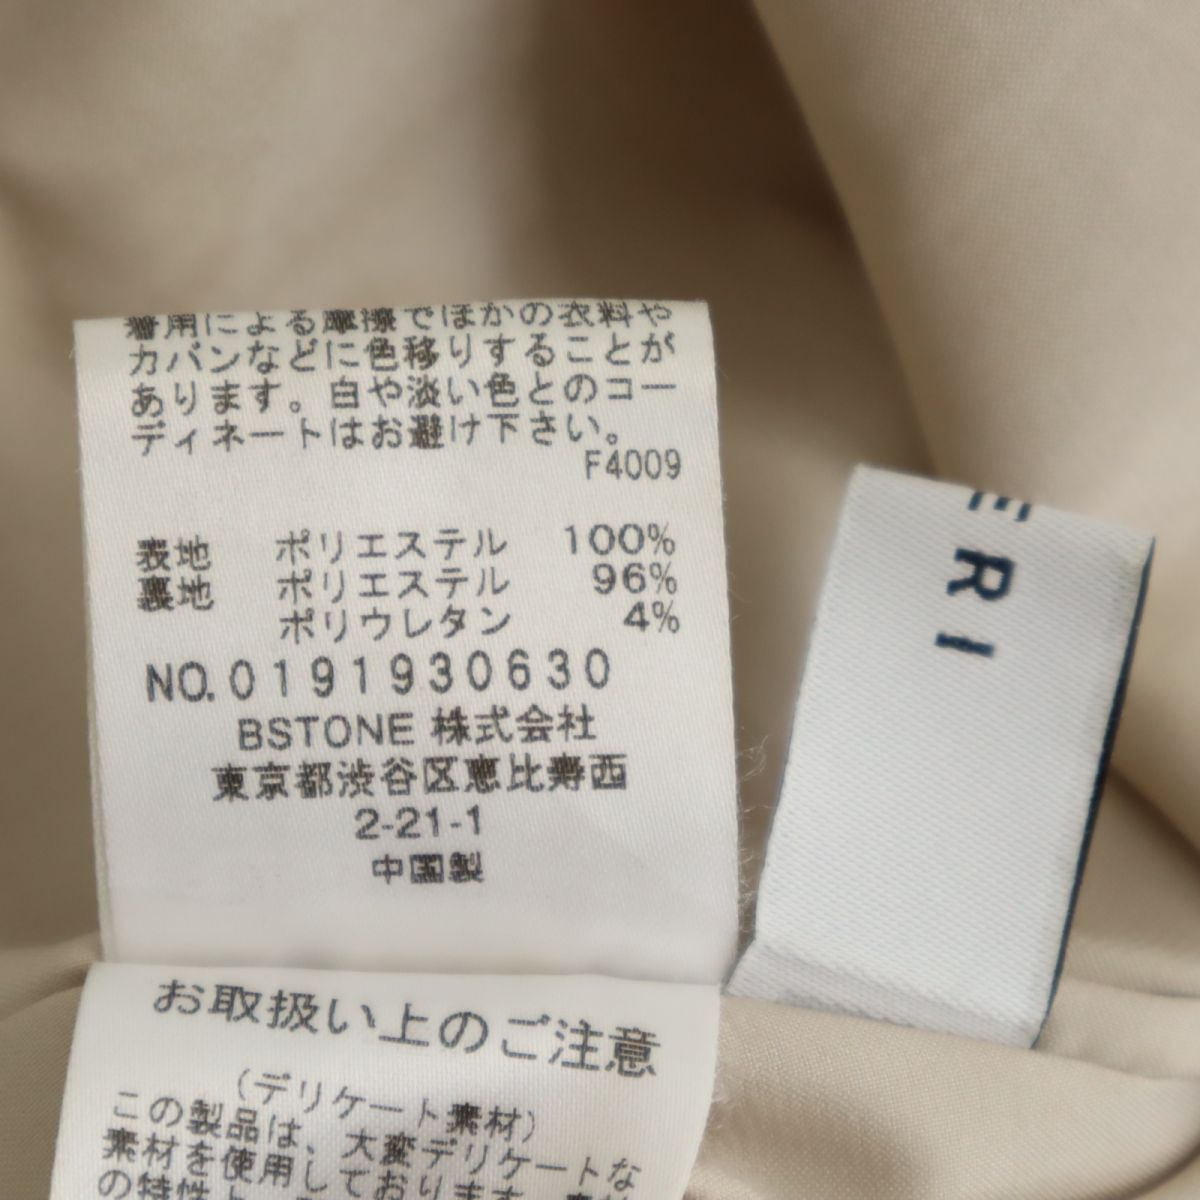 着用による摩擦でほかの衣料や
カバンなどに色移りすることが
あります。白や淡い色とのコー
ディネートはお避け下さい。
F4009
表地 ポリエステル 100%
裏地 ポリエステル 96%
ポリウレタン 4%
NO.0191930630
BSTONE 株式会社
東京都渋谷区恵比寿西
2-21-1
中国製
お取扱い上のご注意
(デリケート素材)
この製品は、大変デリケートな
素材を使用しております。素材
の特性
ERI